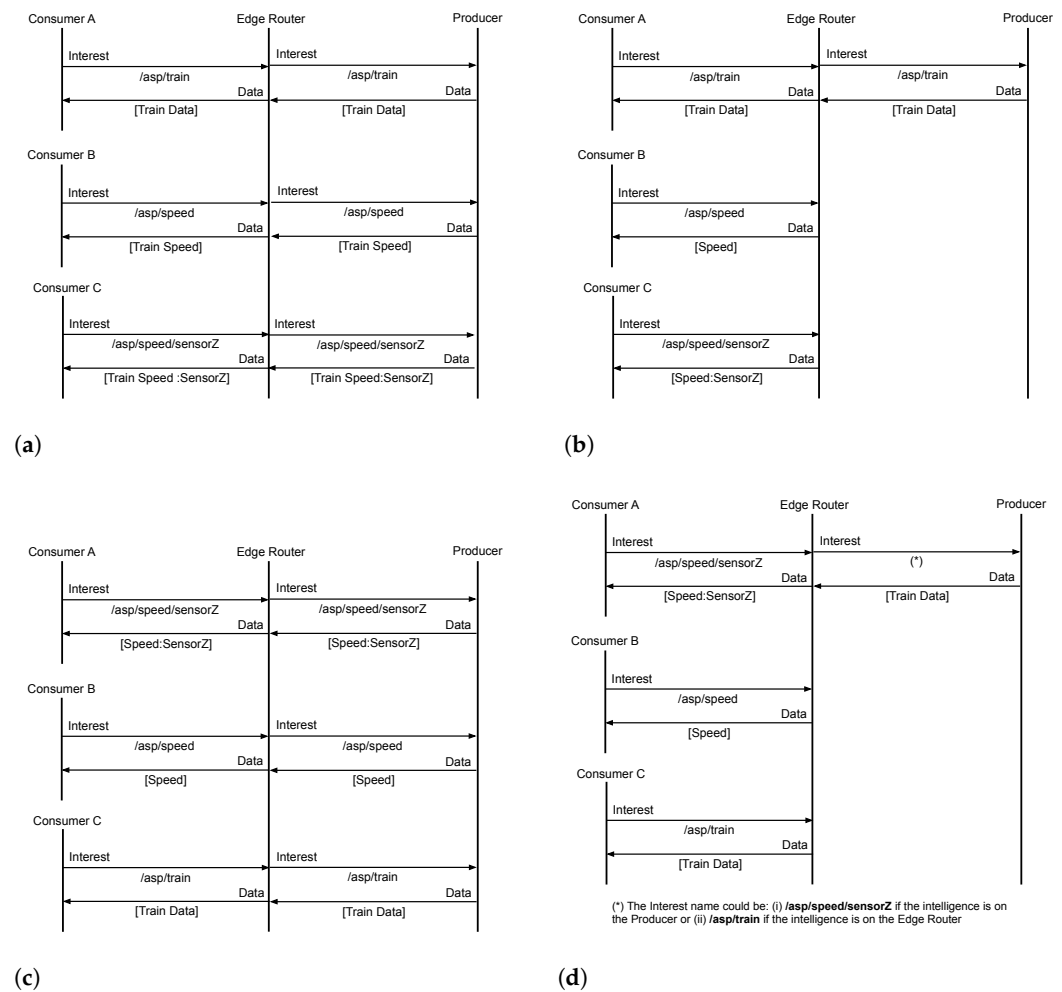 Consumer A Edge Router Producer
Interest Interest
/asp/train /asp/train
Data Data
[Train Data] [Train Data]
Consumer B
Interest Interest
/asp/speed /asp/speed
Data Data
[Train Speed] [Train Speed]
Consumer C
Interest Interest
/asp/speed/sensorZ /asp/speed/sensorZ
Data Data
[Train Speed :SensorZ] [Train Speed:SensorZ]
(a)
Consumer A Edge Router Producer
Interest Interest
/asp/train /asp/train
Data Data
[Train Data] [Train Data]
Consumer B
Interest
/asp/speed
Data
[Speed]
Consumer C
Interest
/asp/speed/sensorZ
Data
[Speed:SensorZ]
(b)
Consumer A Edge Router Producer
Interest Interest
/asp/speed/sensorZ /asp/speed/sensorZ
Data Data
[Speed:SensorZ] [Speed:SensorZ]
Consumer B
Interest Interest
/asp/speed /asp/speed
Data Data
[Speed] [Speed]
Consumer C
Interest Interest
/asp/train /asp/train
Data Data
[Train Data] [Train Data]
(c)
Consumer A Edge Router Producer
Interest Interest
/asp/speed/sensorZ (*)
Data Data
[Speed:SensorZ] [Train Data]
Consumer B
Interest
/asp/speed
Data
[Speed]
Consumer C
Interest
/asp/train
Data
[Train Data]
(*) The Interest name could be: (i) /asp/speed/sensorZ if the intelligence is on
the Producer or (ii) /asp/train if the intelligence is on the Edge Router
(d)